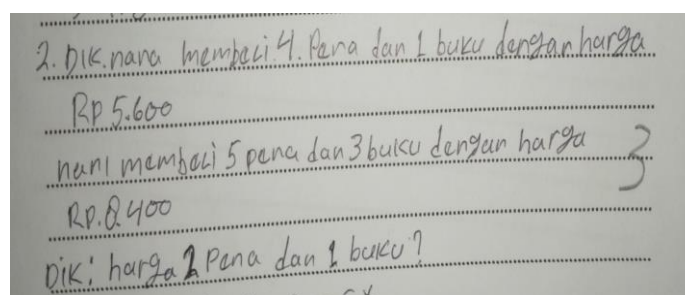 2. Dik. nana membeli 4. Pena dan 1 buku dengan harga
Rp 5.600
nani membeli 5 pena dan 3 buku dengan harga
3
Rp. 8.400
Dik: harga 2 Pena dan 1 buku?